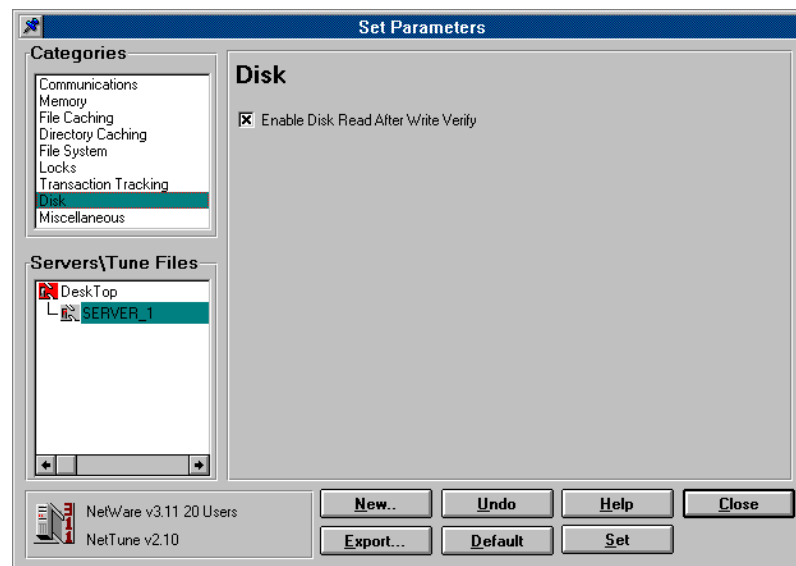 Set Parameters
Categories
Communications
Memory
File Caching
Directory Caching
File System
Locks
Transaction Tracking
Disk
Miscellaneous
Disk
Enable Disk Read After Write Verify
Servers\Tune Files
DeskTop
SERVER_1
NetWare v3.11 20 Users
NetTune v2.10
New..
Undo
Help
Close
Export...
Default
Set